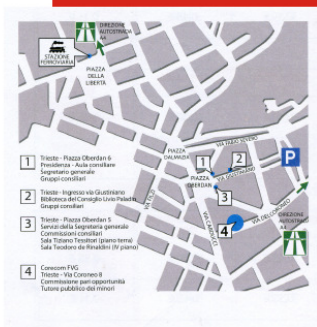 DIREZIONE
AUTOSTRADA
A4
STAZIONE
FERROVIARIA
PIAZZA
DELLA
LIBERTÀ
VIA FABIO SEVERO
PIAZZA
DALMAZIA
P
1
2
VIA GIUSTINIANO
PIAZZA
OBERDAN
3
VIA CARDUCCI
4
VIA DEL CORONEO
DIREZIONE
AUTOSTRADA
A4
1
Trieste - Piazza Oberdan 6
Presidenza - Aula consiliare
Segretario generale
Gruppi consiliari
2
Trieste - Ingresso via Giustiniano
Biblioteca del Consiglio Livio Paladin
Gruppi consiliari
3
Trieste - Piazza Oberdan 5
Servizi della Segreteria generale
Commissioni consiliari
Sala Tiziano Tessitori (piano terra)
Sala Teodoro de Rinaldini (IV piano)
4
Corecom FVG
Trieste - Via Coroneo 8
Commissione pari opportunità
Tutore pubblico dei minori